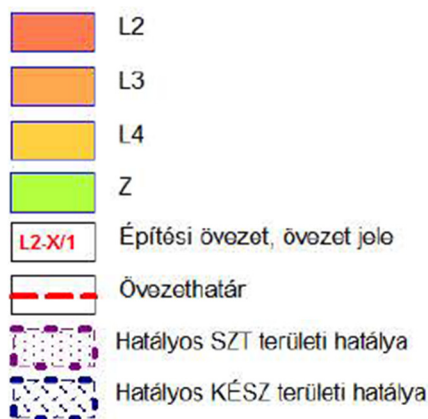 L2
L3
L4
Z
L2-X/1 Építési övezet, övezet jele
Övezethatár
Hatályos SZT területi hatálya
Hatályos KÉSZ területi hatálya